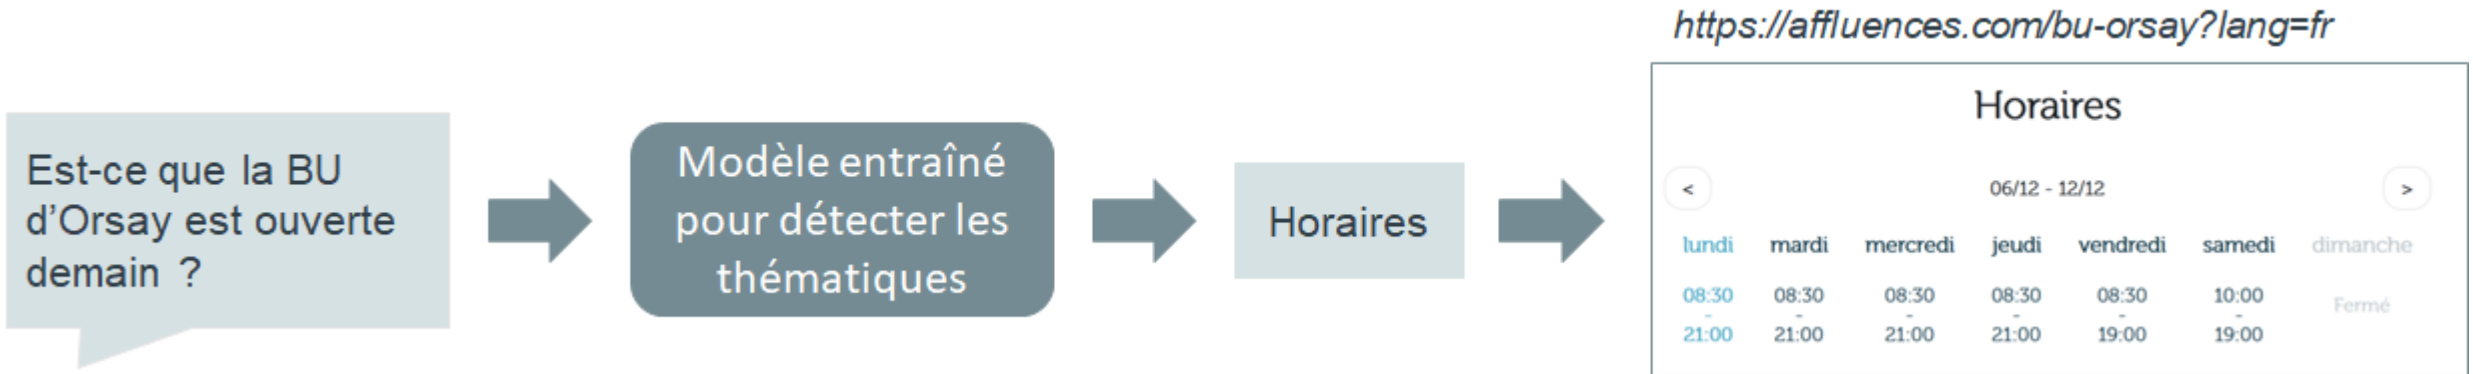 https://affluences.com/bu-orsay?lang=fr
Est-ce que la BU
d'Orsay est ouverte
demain ?
Modèle entraîné
pour détecter les
thématiques
Horaires
Horaires
< 06/12 - 12/12 >
lundi mardi mercredi jeudi vendredi samedi dimanche
08:30 08:30 08:30 08:30 08:30 10:00 Fermé
- - - - - -
21:00 21:00 21:00 21:00 19:00 19:00